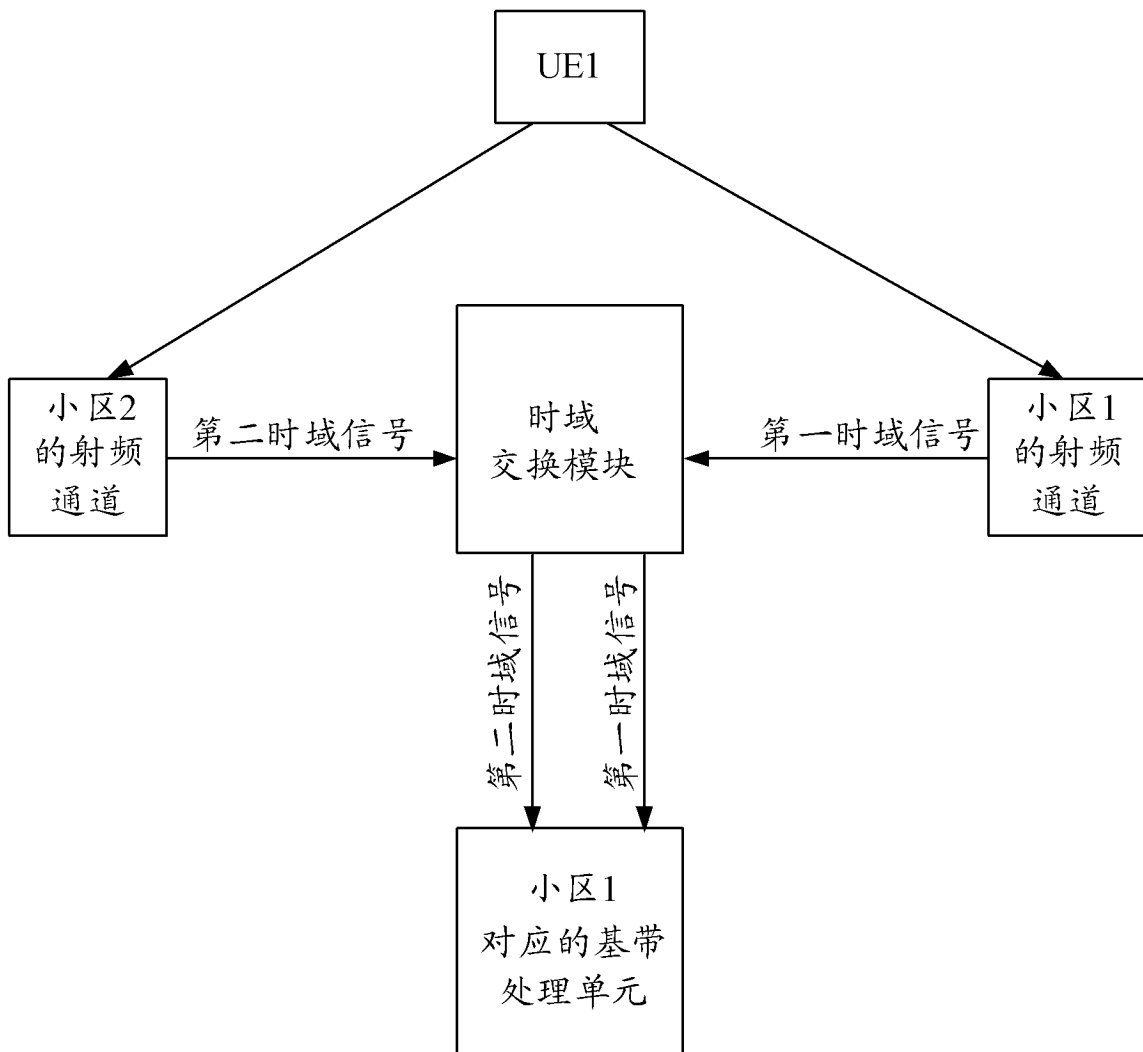 UE1
小区2
的射频
通道
第二时域信号
时域
交换模块
第一时域信号
小区1
的射频
通道
第二时域信号
第一时域信号
小区1
对应的基带
处理单元